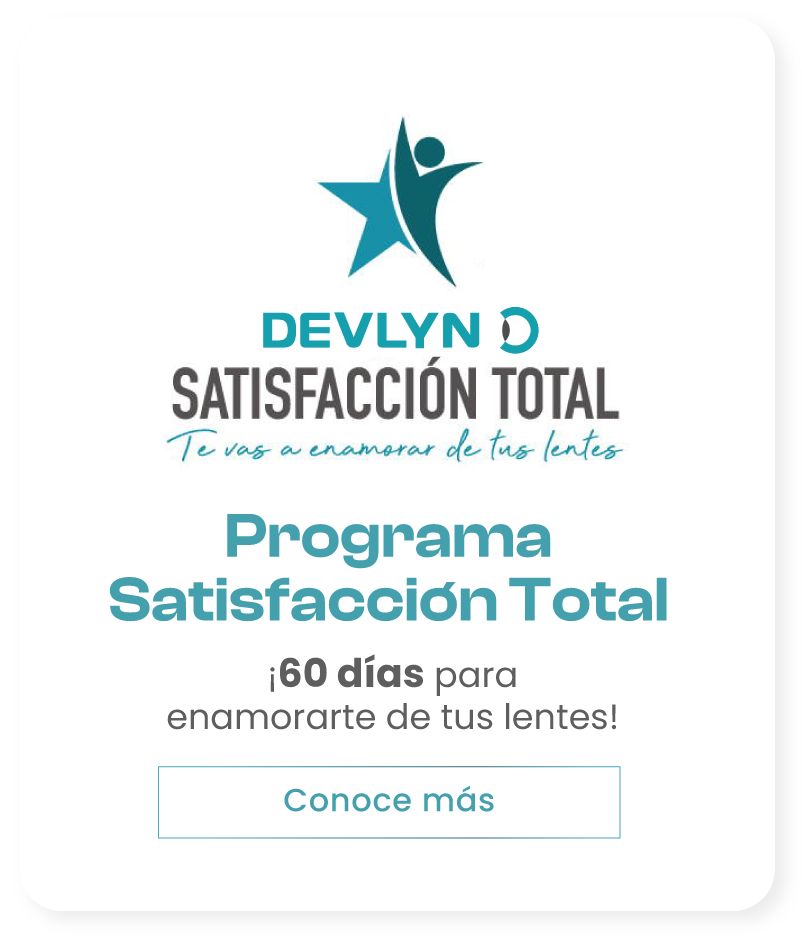 DEVLYN
SATISFACCIÓN TOTAL
Te vas a enamorar de tus lentes
Programa
Satisfacción Total
¡60 días para
enamorarte de tus lentes!
Conoce más